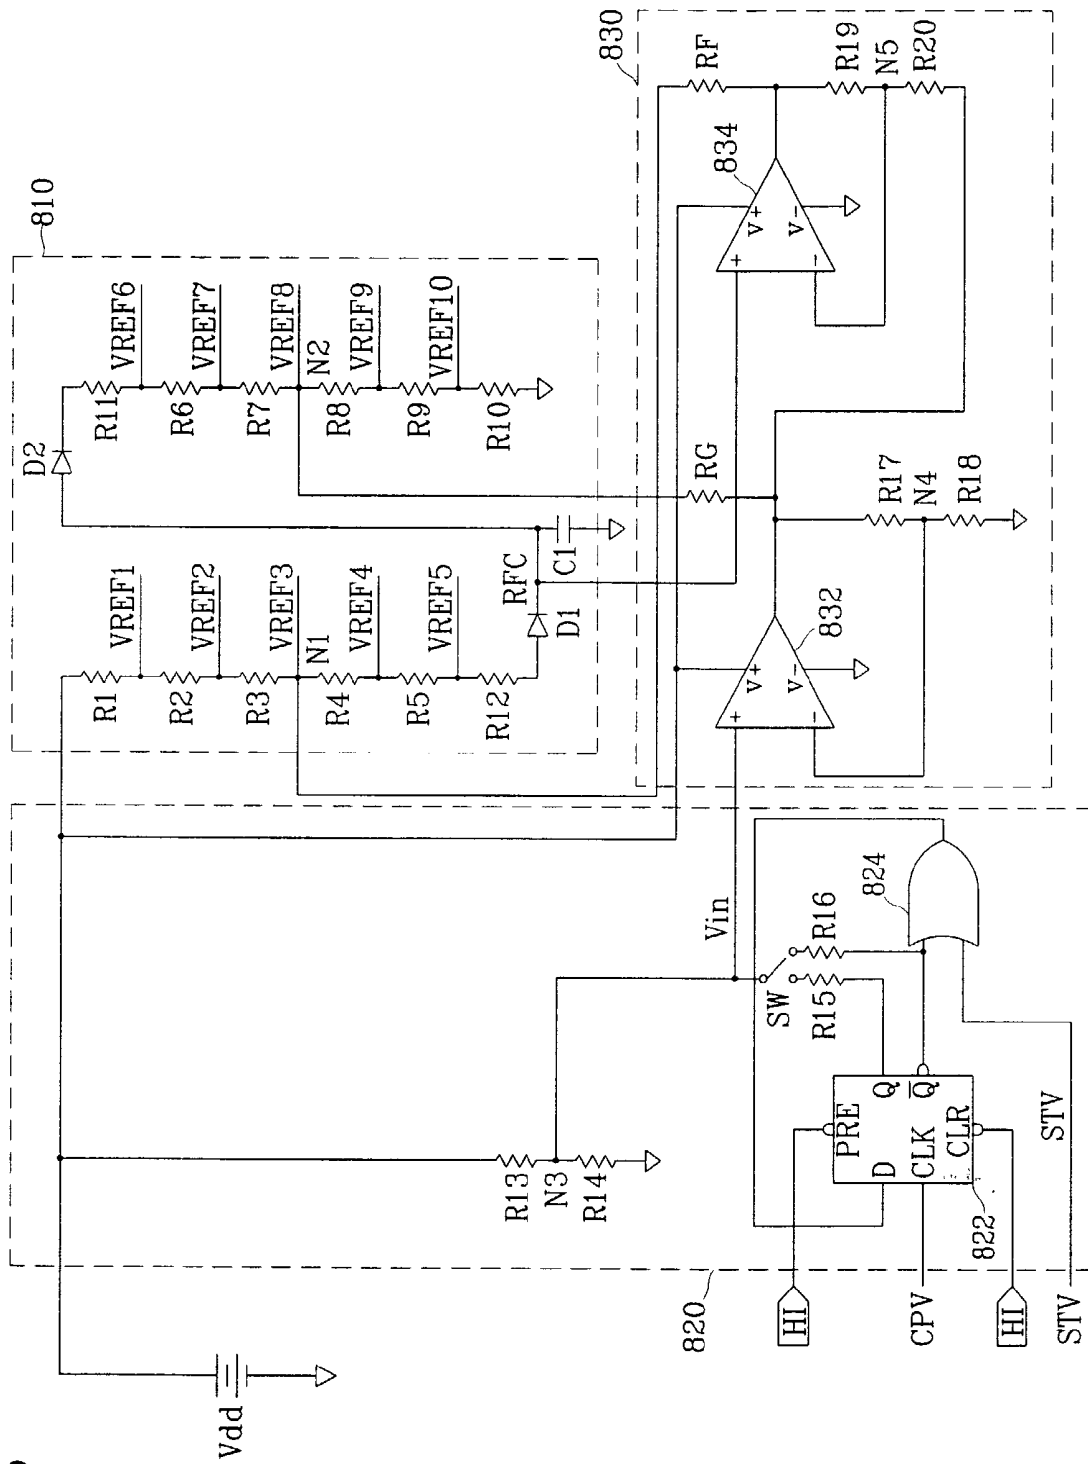 810
D2
R11
VREF6
R6
VREF7
R7
VREF8
N2
R8
VREF9
R9
VREF10
R10
R1
VREF1
R2
VREF2
R3
VREF3
N1
R4
VREF4
R5
VREF5
R12
RFC
D1
C1
830
RF
834
V+
V-
+
-
R19
N5
R20
RG
832
V+
V-
+
-
R17
N4
R18
Vdd
R13
N3
R14
Vin
SW
R15
R16
824
820
HI
PRE
D
Q
CLK
Q̅
CLR
822
CPV
HI
STV
STV